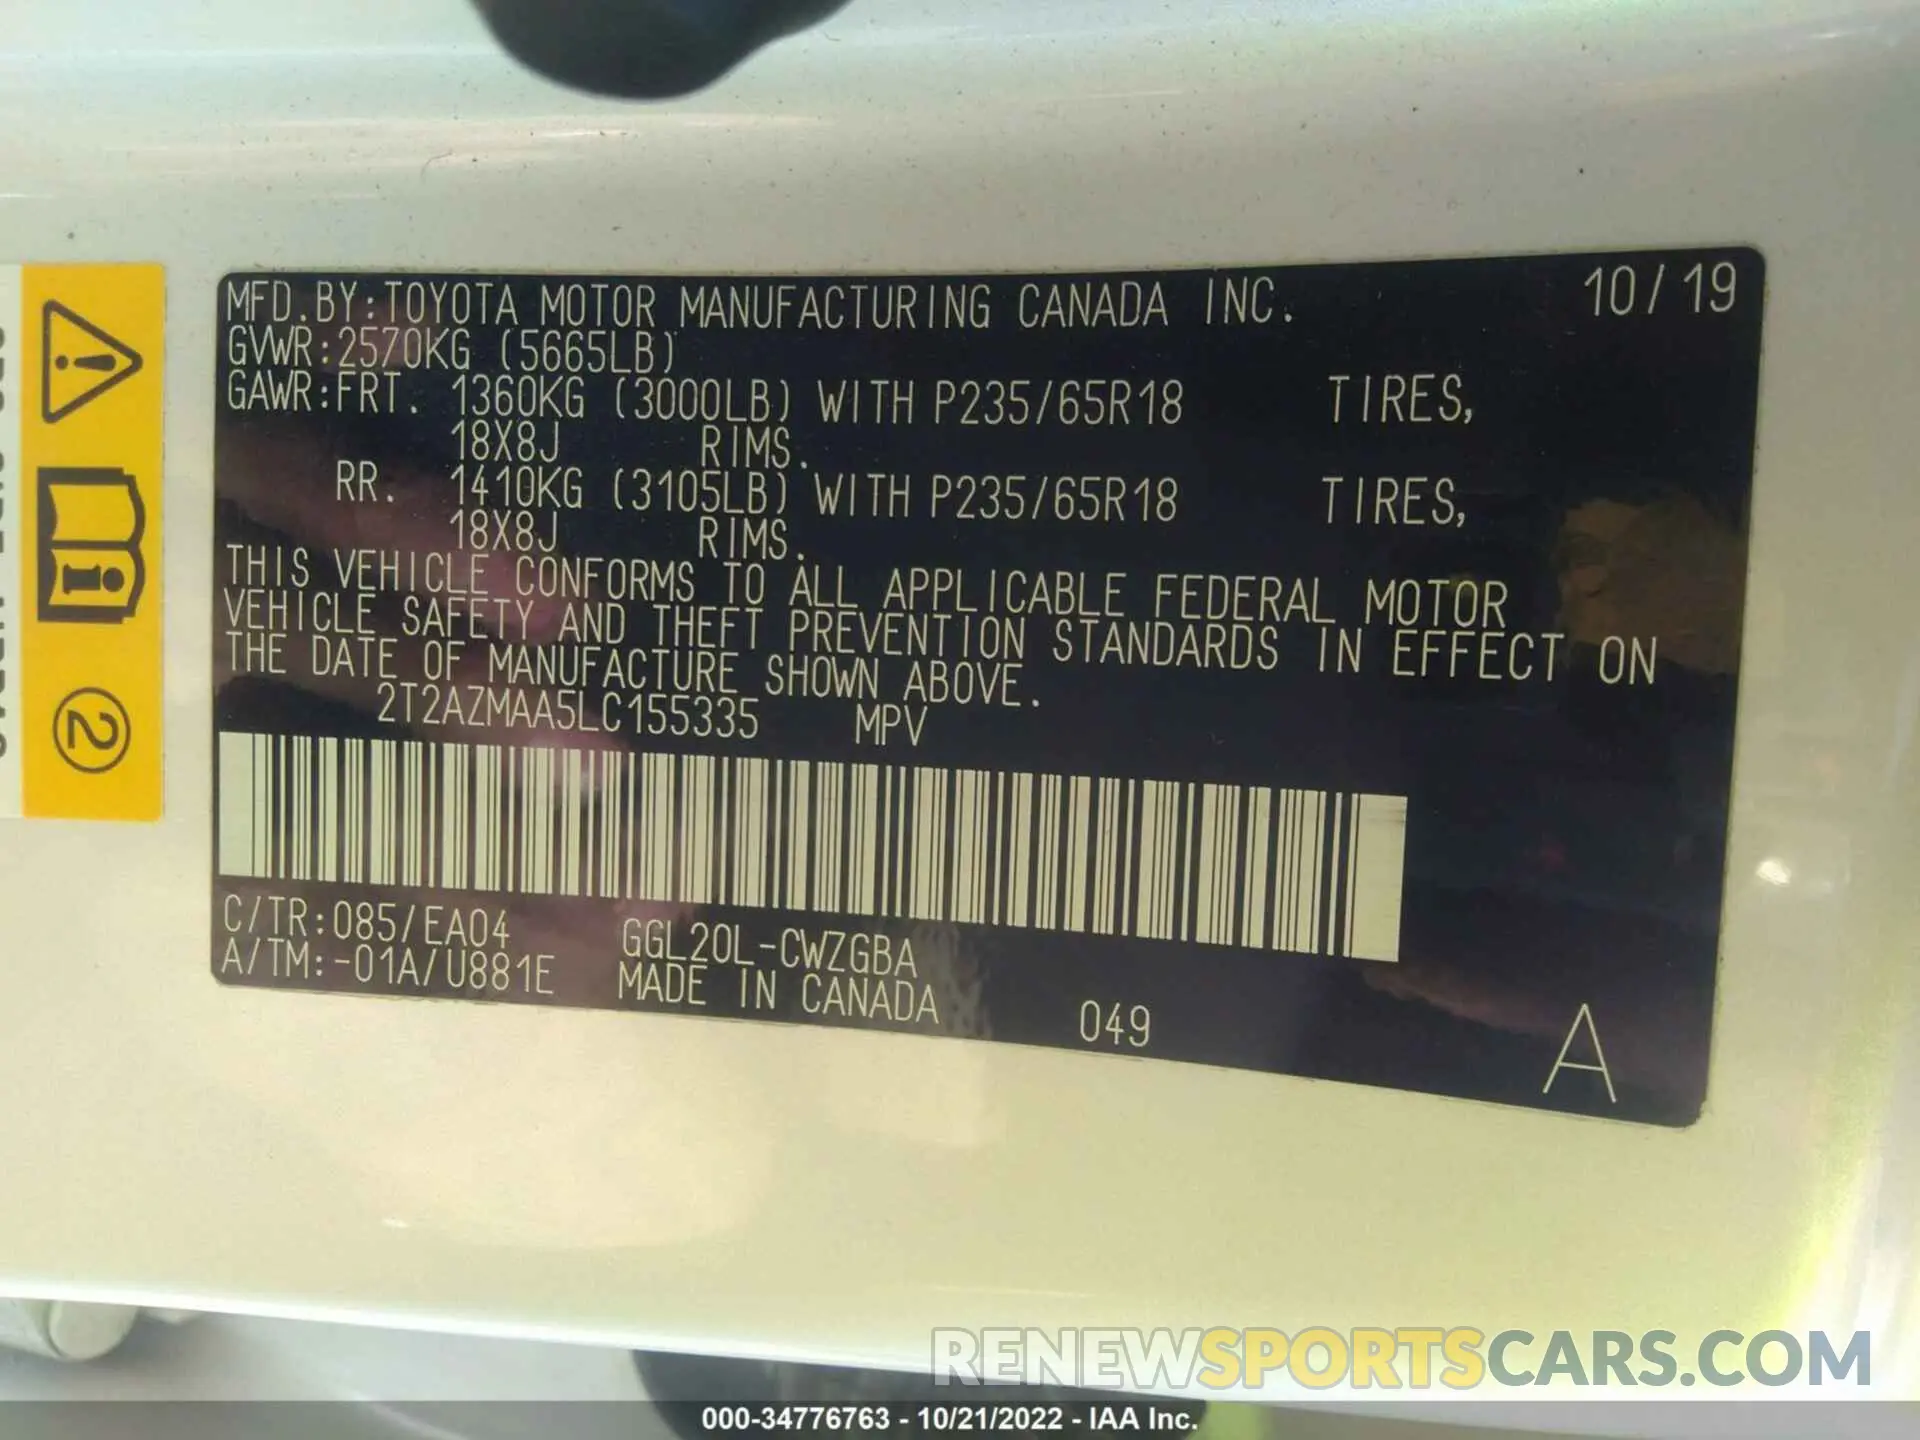 MFD.BY:TOYOTA MOTOR MANUFACTURING CANADA INC. 10/19
GVWR:2570KG (5665LB)
GAWR:FRT. 1360KG (3000LB) WITH P235/65R18 TIRES,
18X8J RIMS.
RR. 1410KG (3105LB) WITH P235/65R18 TIRES,
18X8J RIMS.
THIS VEHICLE CONFORMS TO ALL APPLICABLE FEDERAL MOTOR
VEHICLE SAFETY AND THEFT PREVENTION STANDARDS IN EFFECT ON
THE DATE OF MANUFACTURE SHOWN ABOVE.
2T2AZMAA5LC155335 MPV
C/TR:085/EA04 GGL20L-CWZGBA
A/TM:-01A/U881E MADE IN CANADA 049 A
2
RENEWSPORTSCARS.COM
000-34776763 - 10/21/2022 - IAA Inc.